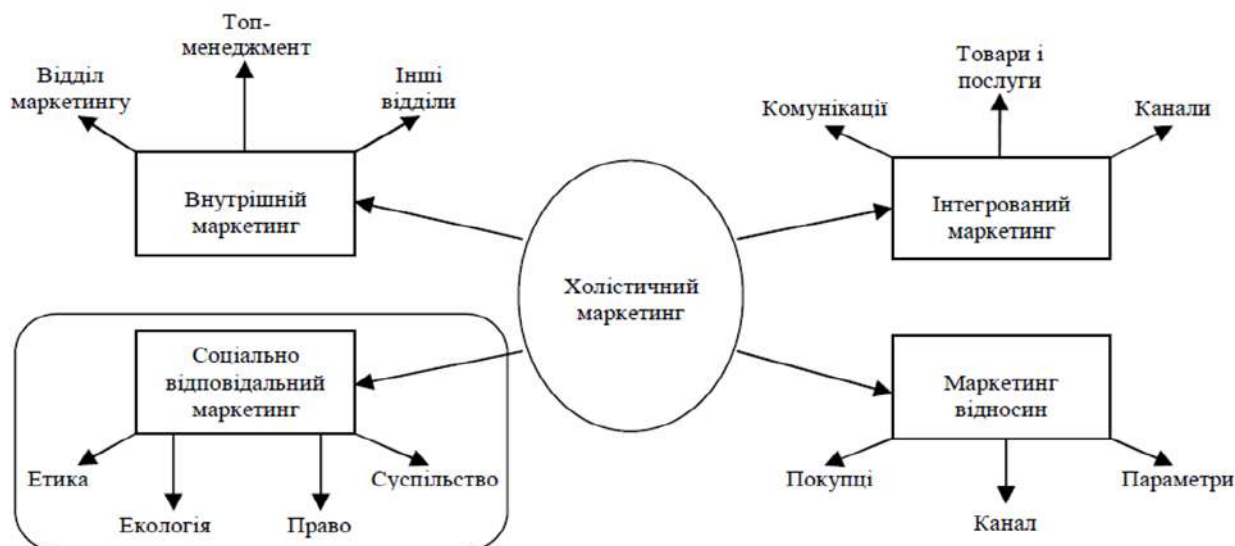 Топ-
менеджмент
Відділ
маркетингу
Інші
відділи
Внутрішній
маркетинг
Товари і
послуги
Комунікації
Канали
Інтегрований
маркетинг
Холістичний
маркетинг
Соціально
відповідальний
маркетинг
Етика
Екологія
Право
Суспільство
Маркетинг
відносин
Покупці
Канал
Параметри